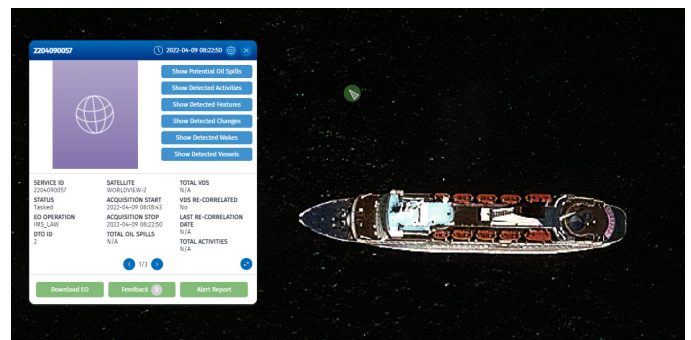 2204090057
2022-04-09 08:22:50
Show Potential Oil Spills
Show Detected Activities
Show Detected Features
Show Detected Changes
Show Detected Wakes
Show Detected Vessels
SERVICE ID
2204090057
STATUS
Tasked
EO OPERATION
IMS_LAW
DTO ID
2
SATELLITE
WORLDVIEW-2
ACQUISITION START
2022-04-09 08:18:43
ACQUISITION STOP
2022-04-09 08:22:50
TOTAL OIL SPILLS
N/A
TOTAL VDS
N/A
VDS RE-CORRELATED
No
LAST RE-CORRELATION
DATE
N/A
TOTAL ACTIVITIES
N/A
1/3
Download EO
Feedback 0
Alert Report